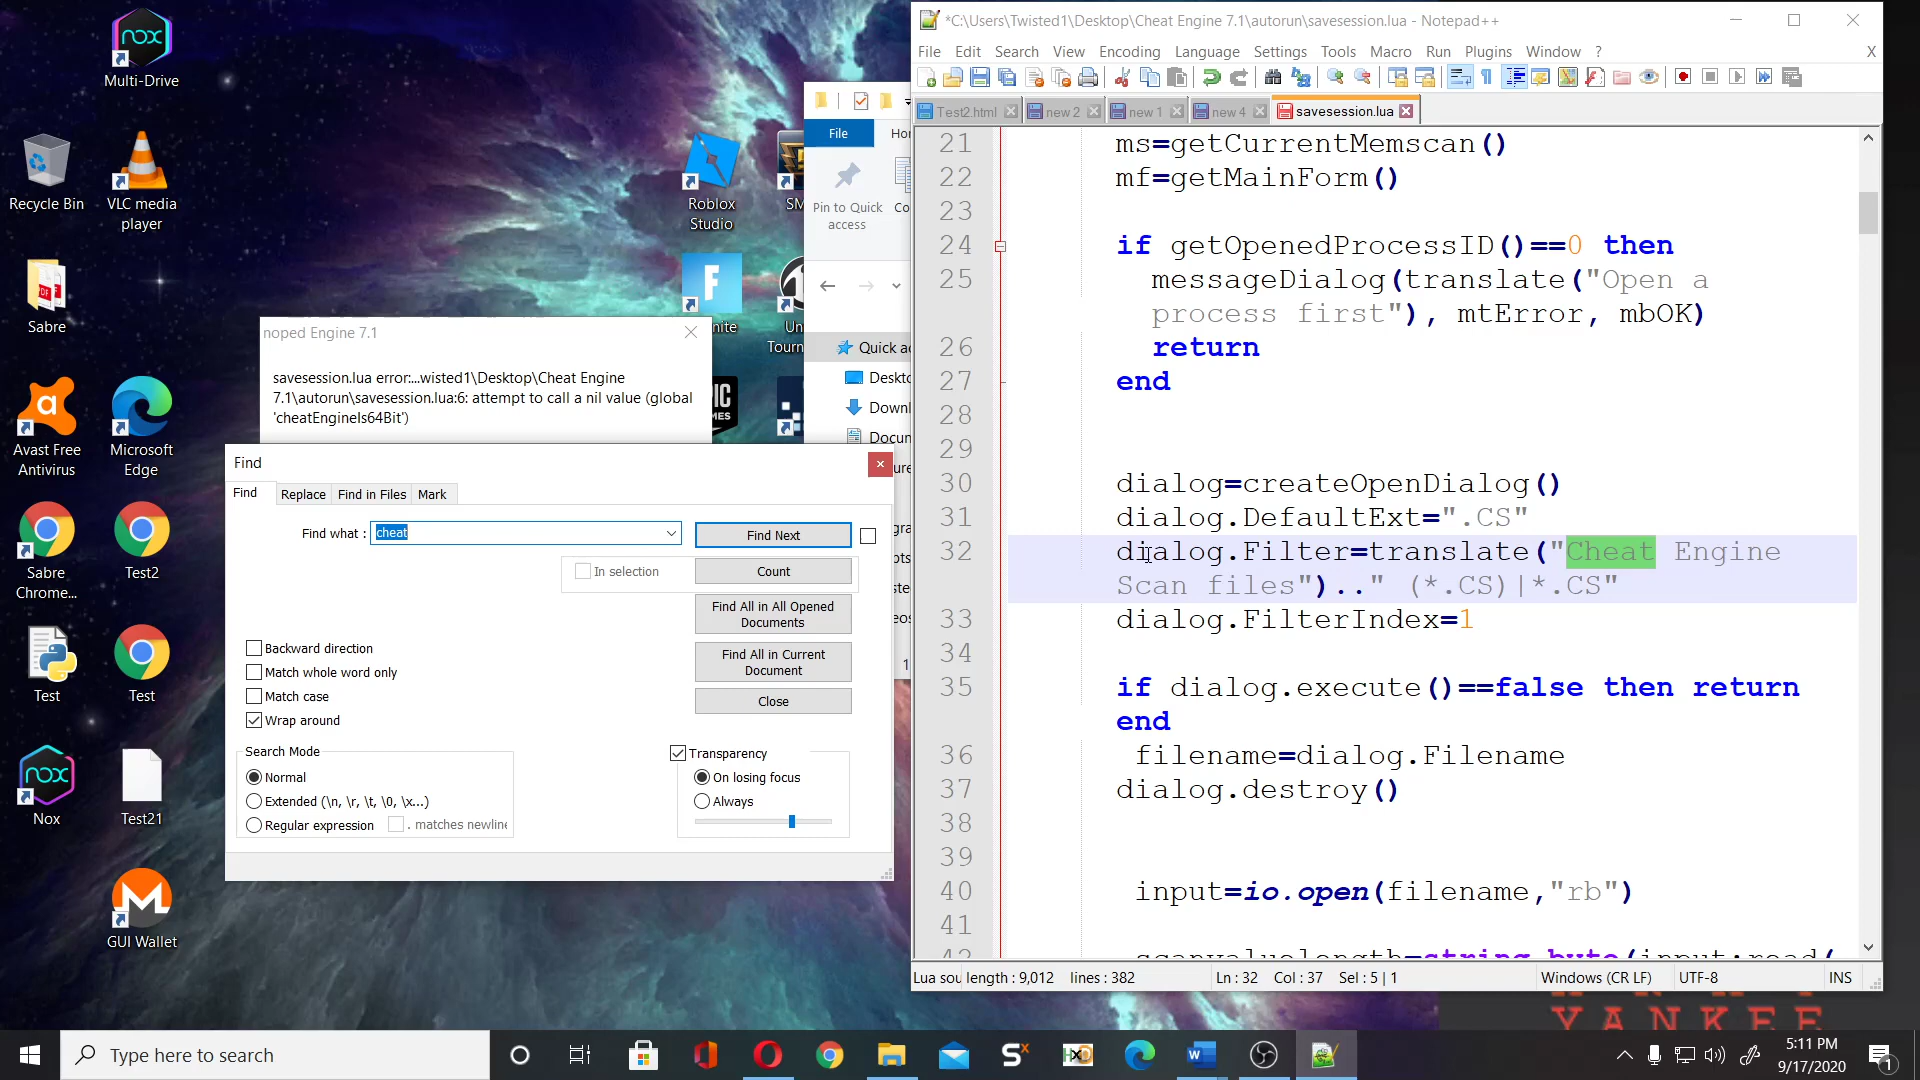 nox
Multi-Drive
Recycle Bin
VLC media
player
Sabre
Avast Free
Antivirus
Microsoft
Edge
Sabre
Chrome...
Test2
Test
Test
Nox
Test21
GUI Wallet
Roblox
Studio
File
Pin to Quick
access
Desktc
Downl
Docun
noped Engine 7.1
savesession.lua error:...wisted1\Desktop\Cheat Engine
7.1\autorun\savesession.lua:6: attempt to call a nil value (global
'cheatEngineIs64Bit')
Find
Find Replace Find in Files Mark
Find what : cheat
Find Next
In selection
Count
Find All in All Opened
Documents
Find All in Current
Document
Close
Backward direction
Match whole word only
Match case
Wrap around
Search Mode
Normal
Extended (\n, \r, \t, \0, \x...)
Regular expression
. matches newline
Transparency
On losing focus
Always
*C:\Users\Twisted1\Desktop\Cheat Engine 7.1\autorun\savesession.lua - Notepad++
File Edit Search View Encoding Language Settings Tools Macro Run Plugins Window ? X
Test2.html new 2 new 1 new 4 savesession.lua
21 ms=getCurrentMemscan()
22 mf=getMainForm()
23
24 if getOpenedProcessID()==0 then
25 messageDialog(translate("Open a
process first"), mtError, mbOK)
26 return
27 end
28
29
30 dialog=createOpenDialog()
31 dialog.DefaultExt=".CS"
32 dialog.Filter=translate("Cheat Engine
Scan files").." (*.CS)|*.CS"
33 dialog.FilterIndex=1
34
35 if dialog.execute()==false then return
end
36 filename=dialog.Filename
37 dialog.destroy()
38
39
40 input=io.open(filename,"rb")
41
Lua sou length : 9,012 lines : 382 Ln : 32 Col : 37 Sel : 5 | 1 Windows (CR LF) UTF-8 INS
YANKEE
Type here to search
5:11 PM
9/17/2020
1